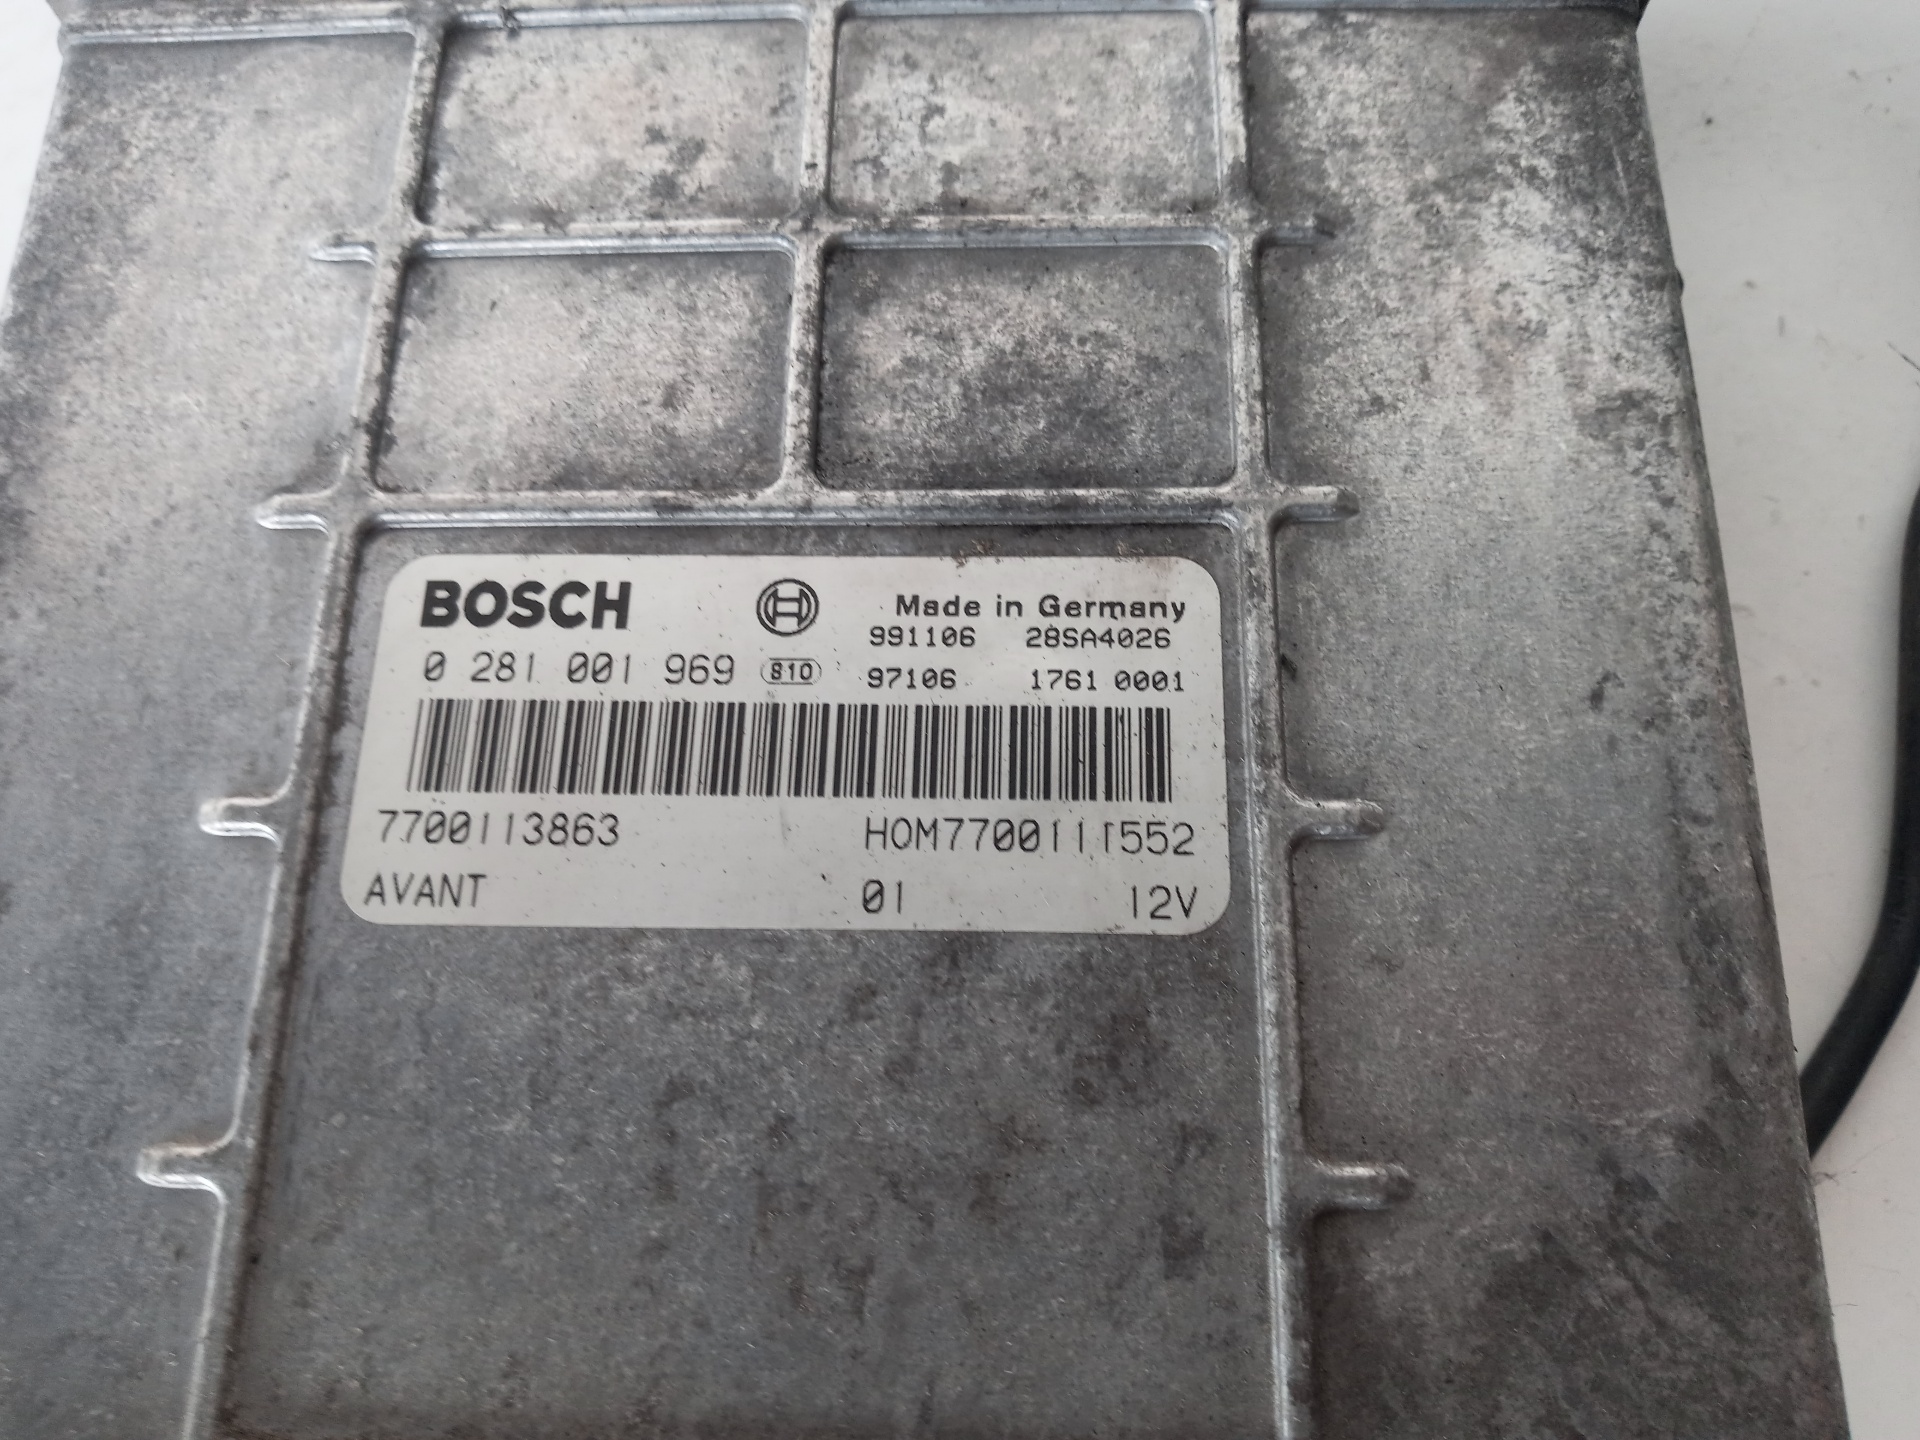 BOSCH
Made in Germany
991106 28SA4026
0 281 001 969 810 97106 1761 0001
7700113863 HOM7700111552
AVANT 01 12V